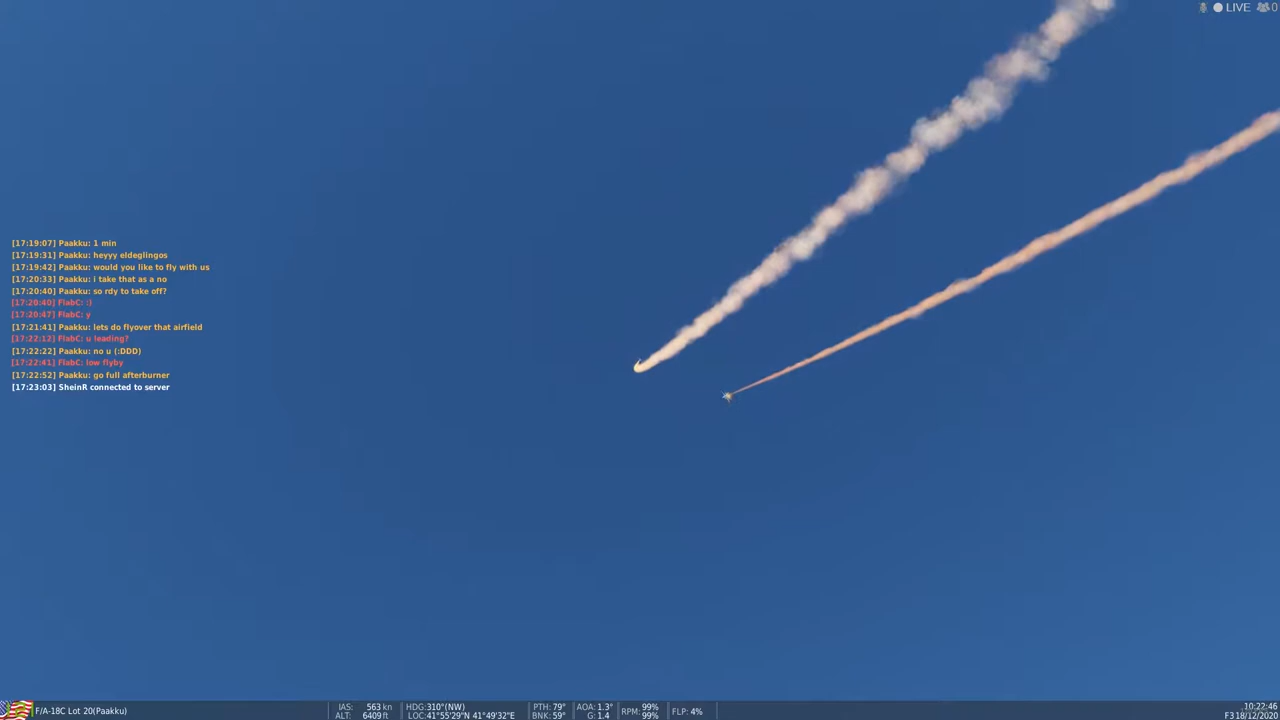 LIVE 0
[17:19:07] Paakku: 1 min
[17:19:31] Paakku: heyyy eldeglingos
[17:19:42] Paakku: would you like to fly with us
[17:20:33] Paakku: i take that as a no
[17:20:40] Paakku: so rdy to take off?
[17:20:40] FlabC: :)
[17:20:47] FlabC: y
[17:21:41] Paakku: lets do flyover that airfield
[17:22:12] FlabC: u leading?
[17:22:22] Paakku: no u (:DDD)
[17:22:41] FlabC: low flyby
[17:22:52] Paakku: go full afterburner
[17:23:03] SheinR connected to server
F/A-18C Lot 20(Paakku)
IAS: 563 kn HDG:310°(NW) PTH: 79° AOA: 1.3° RPM: 99% FLP: 4% 10:22:46
ALT: 6409 ft LOC:41°55'29"N 41°49'32"E BNK: 59° G: 1.4 99% F3 18/12/2020